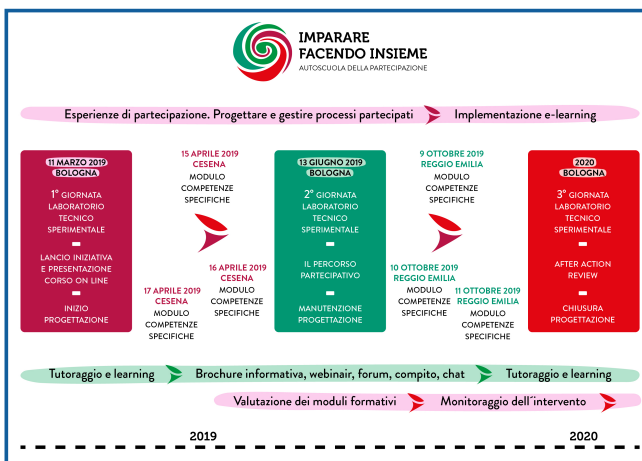 IMPARARE
FACENDO INSIEME
AUTOSCUOLA DELLA PARTECIPAZIONE
Esperienze di partecipazione. Progettare e gestire processi partecipati
Implementazione e-learning
11 MARZO 2019
BOLOGNA
1° GIORNATA
LABORATORIO
TECNICO
SPERIMENTALE
LANCIO INIZIATIVA
E PRESENTAZIONE
CORSO ON LINE
INIZIO
PROGETTAZIONE
15 APRILE 2019
CESENA
MODULO
COMPETENZE
SPECIFICHE
16 APRILE 2019
CESENA
MODULO
COMPETENZE
SPECIFICHE
17 APRILE 2019
CESENA
MODULO
COMPETENZE
SPECIFICHE
13 GIUGNO 2019
BOLOGNA
2° GIORNATA
LABORATORIO
TECNICO
SPERIMENTALE
IL PERCORSO
PARTECIPATIVO
MANUTENZIONE
PROGETTAZIONE
9 OTTOBRE 2019
REGGIO EMILIA
MODULO
COMPETENZE
SPECIFICHE
10 OTTOBRE 2019
REGGIO EMILIA
MODULO
COMPETENZE
SPECIFICHE
11 OTTOBRE 2019
REGGIO EMILIA
MODULO
COMPETENZE
SPECIFICHE
2020
BOLOGNA
3° GIORNATA
LABORATORIO
TECNICO
SPERIMENTALE
AFTER ACTION
REVIEW
CHIUSURA
PROGETTAZIONE
Tutoraggio e learning
Brochure informativa, webinair, forum, compito, chat
Tutoraggio e learning
Valutazione dei moduli formativi
Monitoraggio dell´intervento
2019
2020